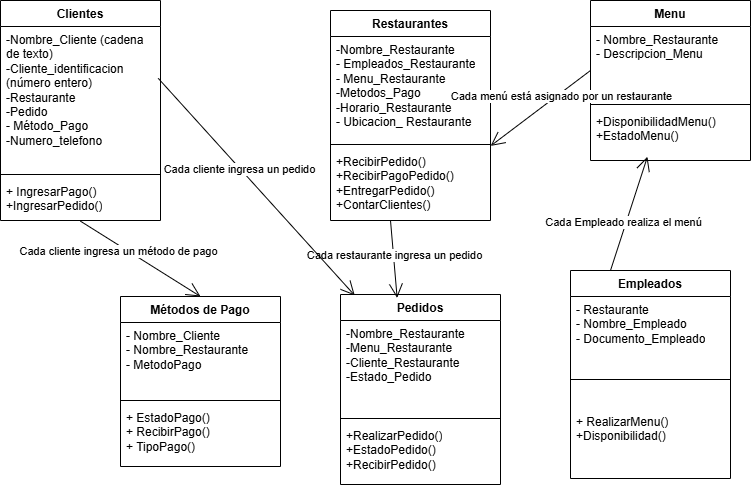 Clientes
-Nombre_Cliente (cadena
de texto)
-Cliente_identificacion
(número entero)
-Restaurante
-Pedido
- Método_Pago
-Numero_telefono
+ IngresarPago()
+IngresarPedido()
Restaurantes
-Nombre_Restaurante
- Empleados_Restaurante
- Menu_Restaurante
-Metodos_Pago
-Horario_Restaurante
- Ubicacion_ Restaurante
+RecibirPedido()
+RecibirPagoPedido()
+EntregarPedido()
+ContarClientes()
Menu
- Nombre_Restaurante
- Descripcion_Menu
+DisponibilidadMenu()
+EstadoMenu()
Cada menú está asignado por un restaurante
Cada cliente ingresa un pedido
Cada Empleado realiza el menú
Cada cliente ingresa un método de pago
Cada restaurante ingresa un pedido
Métodos de Pago
- Nombre_Cliente
- Nombre_Restaurante
- MetodoPago
+ EstadoPago()
+ RecibirPago()
+ TipoPago()
Pedidos
-Nombre_Restaurante
-Menu_Restaurante
-Cliente_Restaurante
-Estado_Pedido
+RealizarPedido()
+EstadoPedido()
+RecibirPedido()
Empleados
- Restaurante
- Nombre_Empleado
- Documento_Empleado
+ RealizarMenu()
+Disponibilidad()